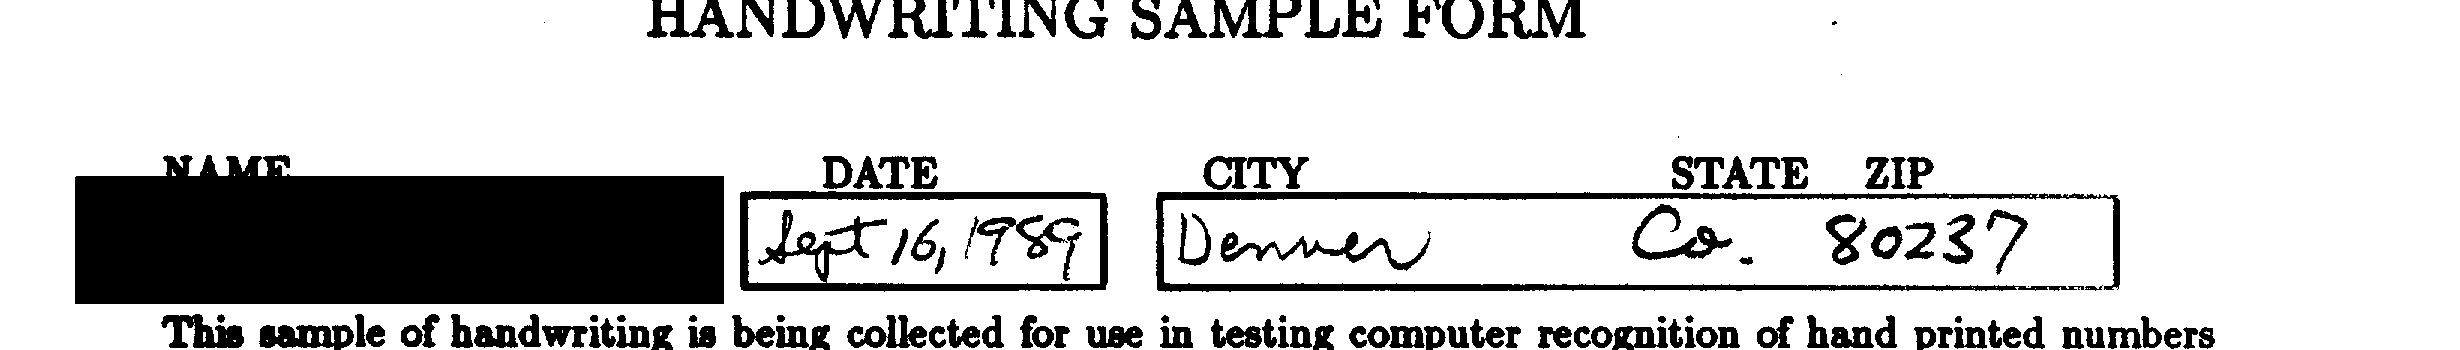 HANDWRITING SAMPLE FORM
NAME DATE CITY STATE ZIP
Sept 16, 1989 Denver Co. 80237
This sample of handwriting is being collected for use in testing computer recognition of hand printed numbers